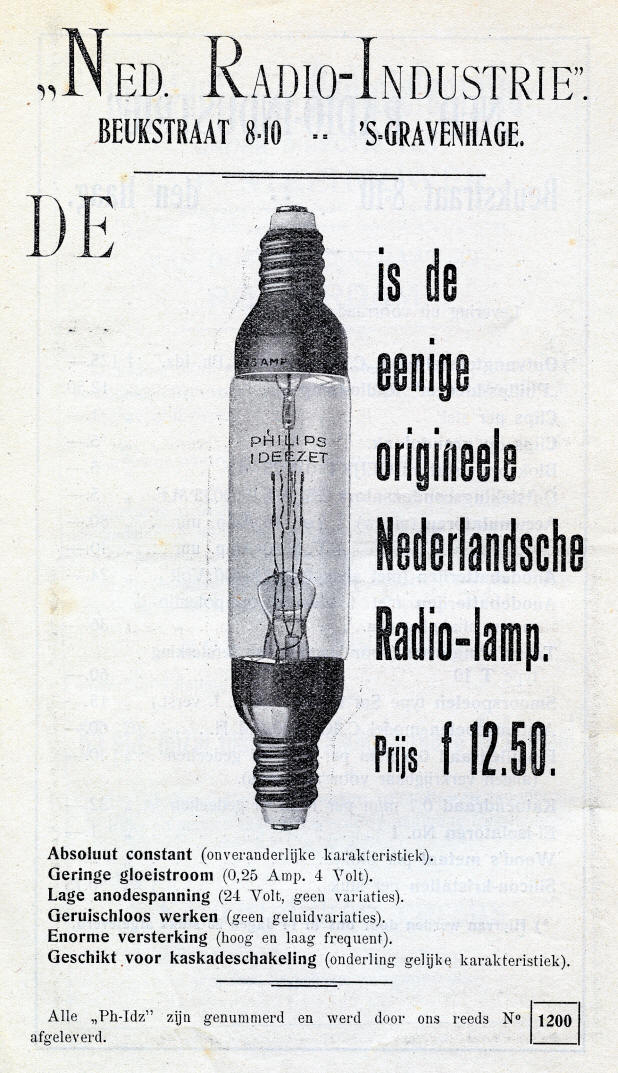 „NED. RADIO-INDUSTRIE”.
BEUKSTRAAT 8-10 -- 'S-GRAVENHAGE.
DE
AMP
PHILIPS
IDEEZET
is de
eenige
origineele
Nederlandsche
Radio-lamp.
Prijs f 12.50.
Absoluut constant (onveranderlijke karakteristiek).
Geringe gloeistroom (0,25 Amp. 4 Volt).
Lage anodespanning (24 Volt, geen variaties).
Geruischloos werken (geen geluidvariaties).
Enorme versterking (hoog en laag frequent).
Geschikt voor kaskadeschakeling (onderling gelijke karakteristiek).
Alle „Ph-Idz” zijn genummerd en werd door ons reeds Nº 1200
afgeleverd.